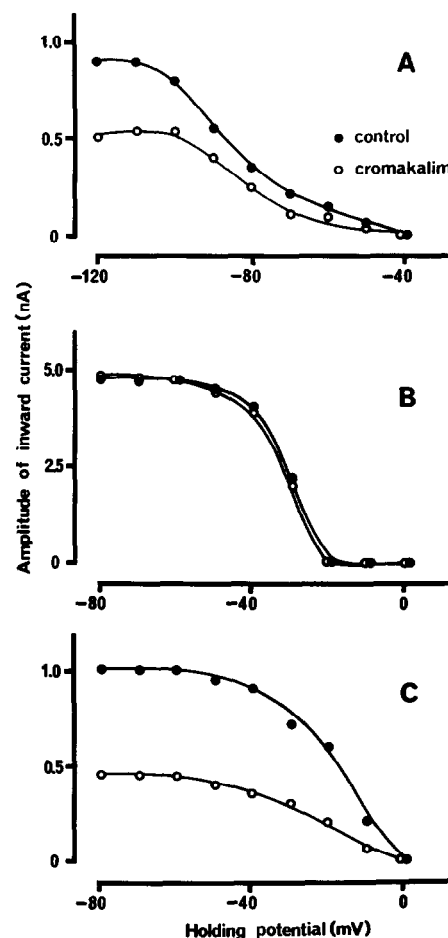 1.0
A
● control
○ cromakalim
0.5
0
−120
−80
−40
Amplitude of inward current (nA)
5.0
B
2.5
0
−80
−40
0
1.0
C
0.5
0
−80
−40
0
Holding potential (mV)